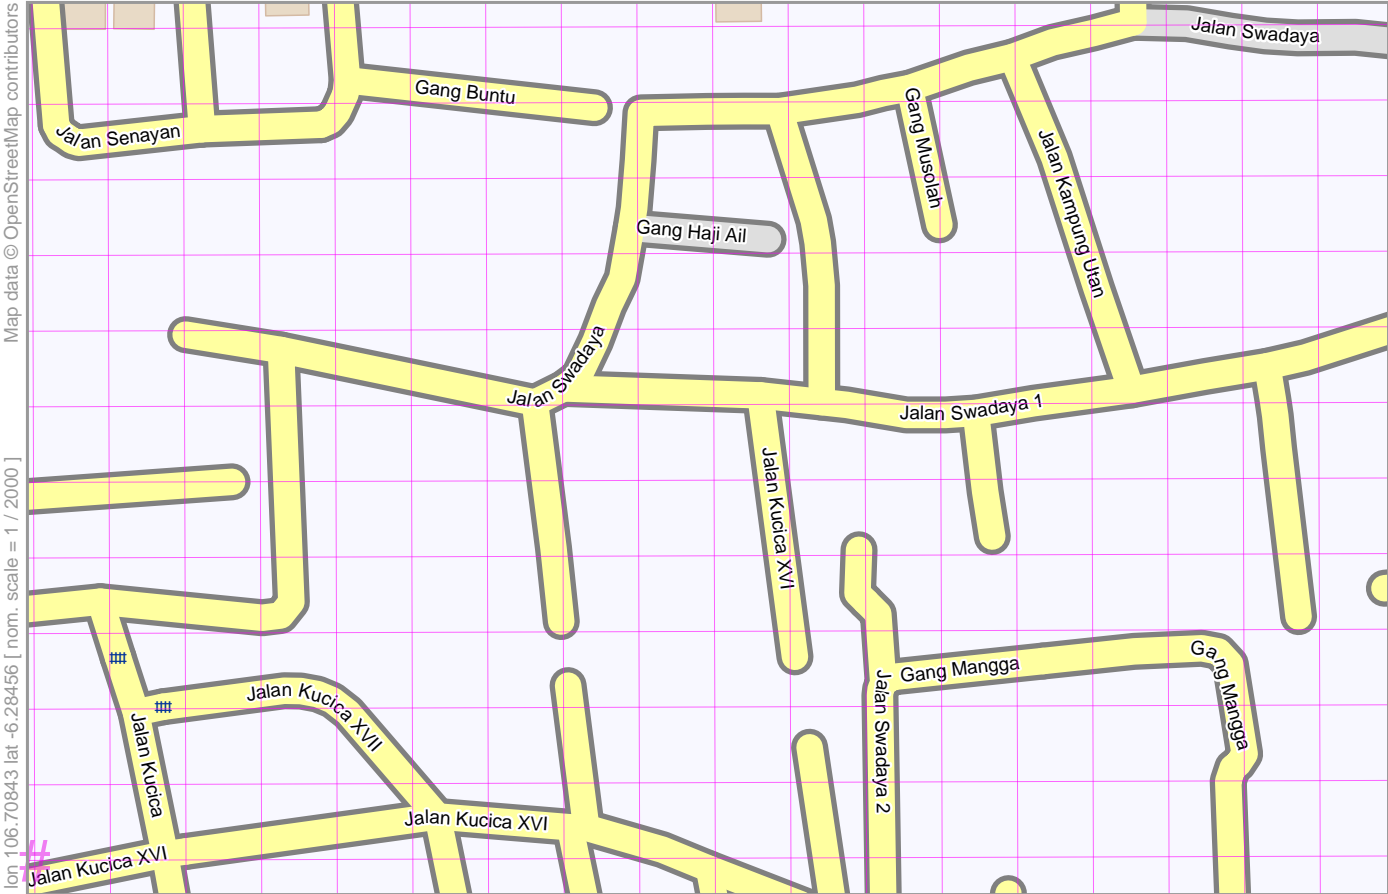 Map data © OpenStreetMap contributors
lon 106.70843 lat -6.28456 [ nom. scale = 1 / 2000 ]
Jalan Swadaya
Gang Buntu
Jalan Senayan
Gang Musolah
Jalan Kampung Utan
Gang Haji Ail
Jalan Swadaya
Jalan Swadaya 1
Jalan Kucica XVI
Gang Mangga
Gang Mangga
Jalan Swadaya 2
Jalan Kucica XVII
Jalan Kucica
Jalan Kucica XVI
Jalan Kucica XVI
#